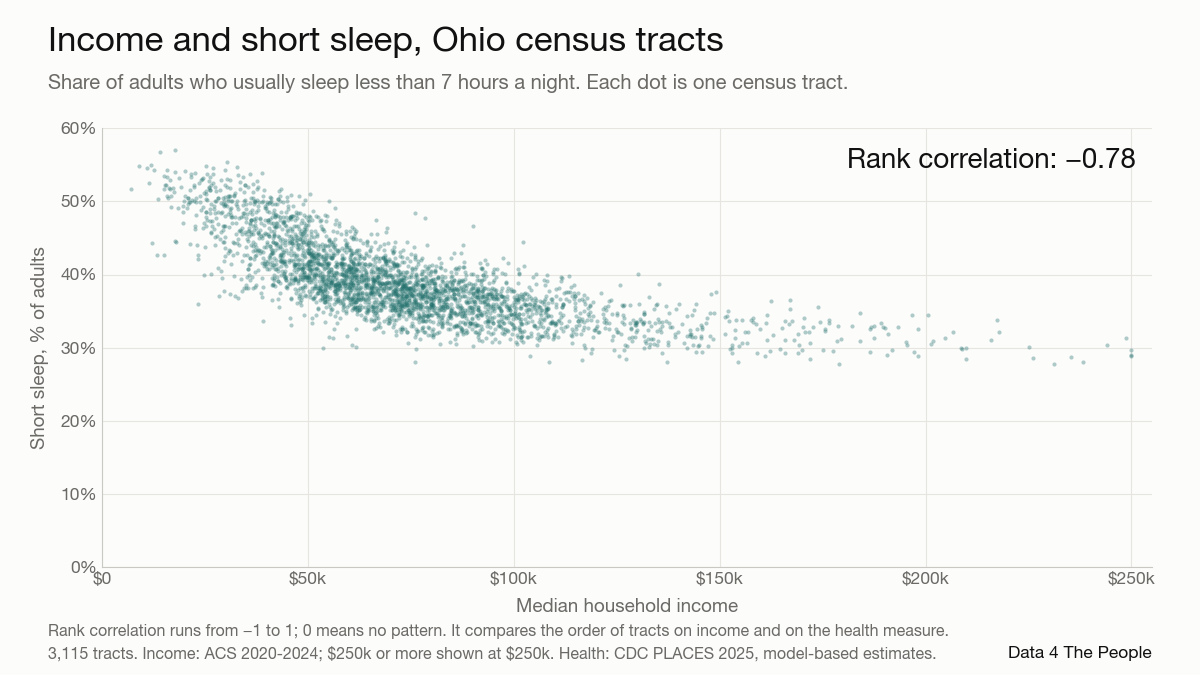 Income and short sleep, Ohio census tracts
Share of adults who usually sleep less than 7 hours a night. Each dot is one census tract.
Rank correlation: −0.78
60%
50%
40%
30%
20%
10%
0%
Short sleep, % of adults
$0
$50k
$100k
$150k
$200k
$250k
Median household income
Rank correlation runs from −1 to 1; 0 means no pattern. It compares the order of tracts on income and on the health measure.
3,115 tracts. Income: ACS 2020-2024; $250k or more shown at $250k. Health: CDC PLACES 2025, model-based estimates.
Data 4 The People